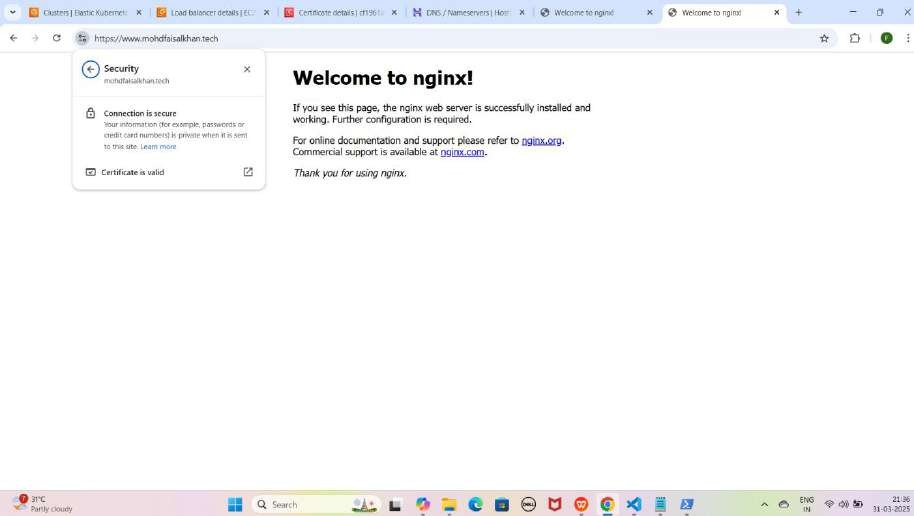 Clusters | Elastic Kubernete
Load balancer details | EC2
Certificate details | cf1961a
DNS / Nameservers | Host
Welcome to nginx!
Welcome to nginx!
https://www.mohdfaisalkhan.tech
F
Security
mohdfaisalkhan.tech
Connection is secure
Your information (for example, passwords or
credit card numbers) is private when it is sent
to this site. Learn more
Certificate is valid
Welcome to nginx!
If you see this page, the nginx web server is successfully installed and
working. Further configuration is required.
For online documentation and support please refer to nginx.org.
Commercial support is available at nginx.com.
Thank you for using nginx.
7
31°C
Partly cloudy
Search
DELL
ENG
IN
21:36
31-03-2025